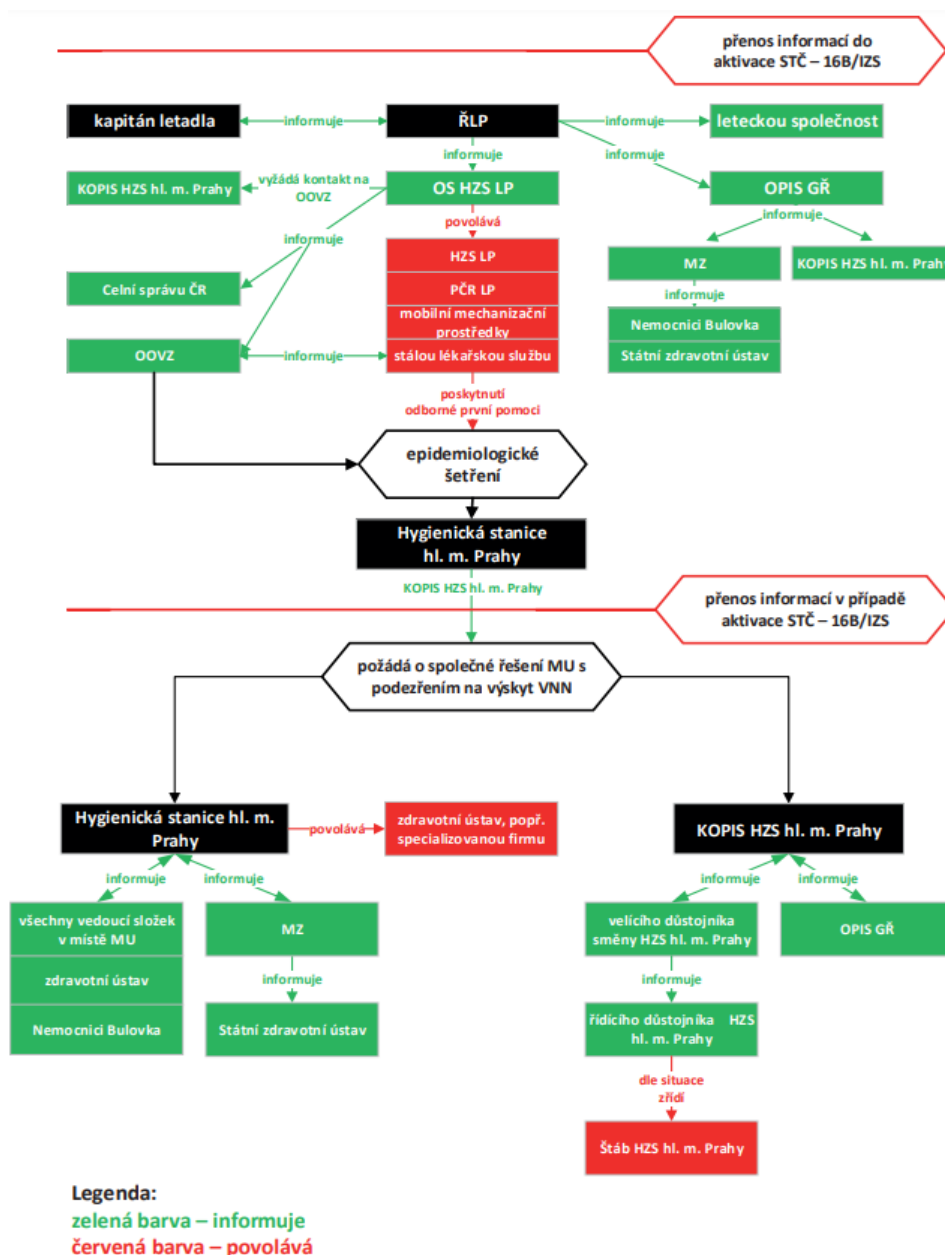 přenos informací do
aktivace STČ – 16B/IZS
kapitán letadla
informuje
ŘLP
informuje
leteckou společnost
informuje
informuje
KOPIS HZS hl. m. Prahy
vyžádá kontakt na
OOVZ
OS HZS LP
OPIS GŘ
povolává
informuje
informuje
HZS LP
MZ
KOPIS HZS hl. m. Prahy
Celní správu ČR
PČR LP
informuje
mobilní mechanizační
prostředky
Nemocnici Bulovka
OOVZ
informuje
stálou lékařskou službu
Státní zdravotní ústav
poskytnutí
odborné první pomoci
epidemiologické
šetření
Hygienická stanice
hl. m. Prahy
KOPIS HZS hl. m. Prahy
přenos informací v případě
aktivace STČ – 16B/IZS
požádá o společné řešení MU s
podezřením na výskyt VNN
Hygienická stanice hl. m.
Prahy
povolává
zdravotní ústav, popř.
specializovanou firmu
KOPIS HZS hl. m. Prahy
informuje
informuje
informuje
informuje
všechny vedoucí složek
v místě MU
MZ
velícího důstojníka
směny HZS hl. m. Prahy
OPIS GŘ
zdravotní ústav
informuje
informuje
Nemocnici Bulovka
Státní zdravotní ústav
řídícího důstojníka HZS
hl. m. Prahy
dle situace
zřídí
Štáb HZS hl. m. Prahy
Legenda:
zelená barva – informuje
červená barva – povolává